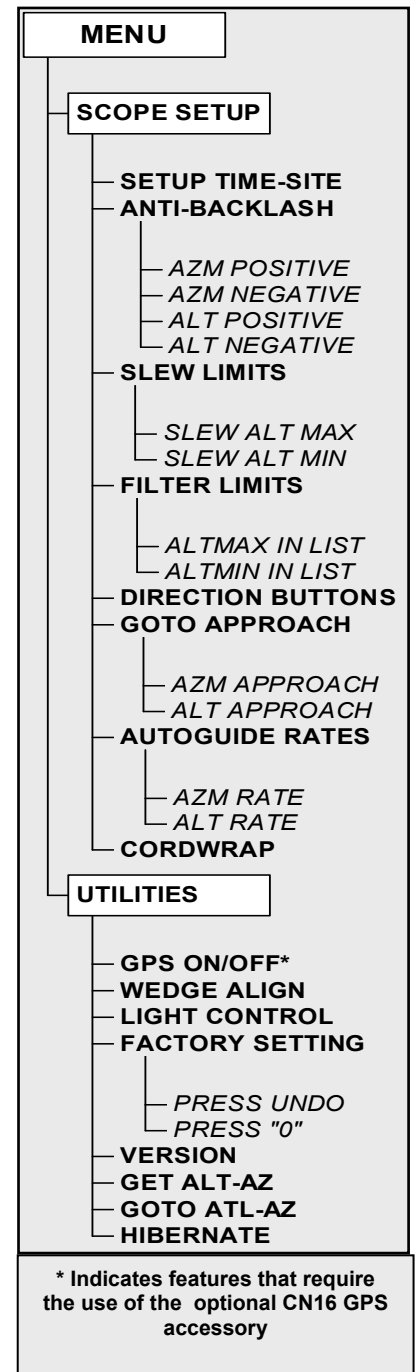 MENU
SCOPE SETUP
SETUP TIME-SITE
ANTI-BACKLASH
AZM POSITIVE
AZM NEGATIVE
ALT POSITIVE
ALT NEGATIVE
SLEW LIMITS
SLEW ALT MAX
SLEW ALT MIN
FILTER LIMITS
ALTMAX IN LIST
ALTMIN IN LIST
DIRECTION BUTTONS
GOTO APPROACH
AZM APPROACH
ALT APPROACH
AUTOGUIDE RATES
AZM RATE
ALT RATE
CORDWRAP
UTILITIES
GPS ON/OFF*
WEDGE ALIGN
LIGHT CONTROL
FACTORY SETTING
PRESS UNDO
PRESS "0"
VERSION
GET ALT-AZ
GOTO ATL-AZ
HIBERNATE
* Indicates features that require
the use of the optional CN16 GPS
accessory